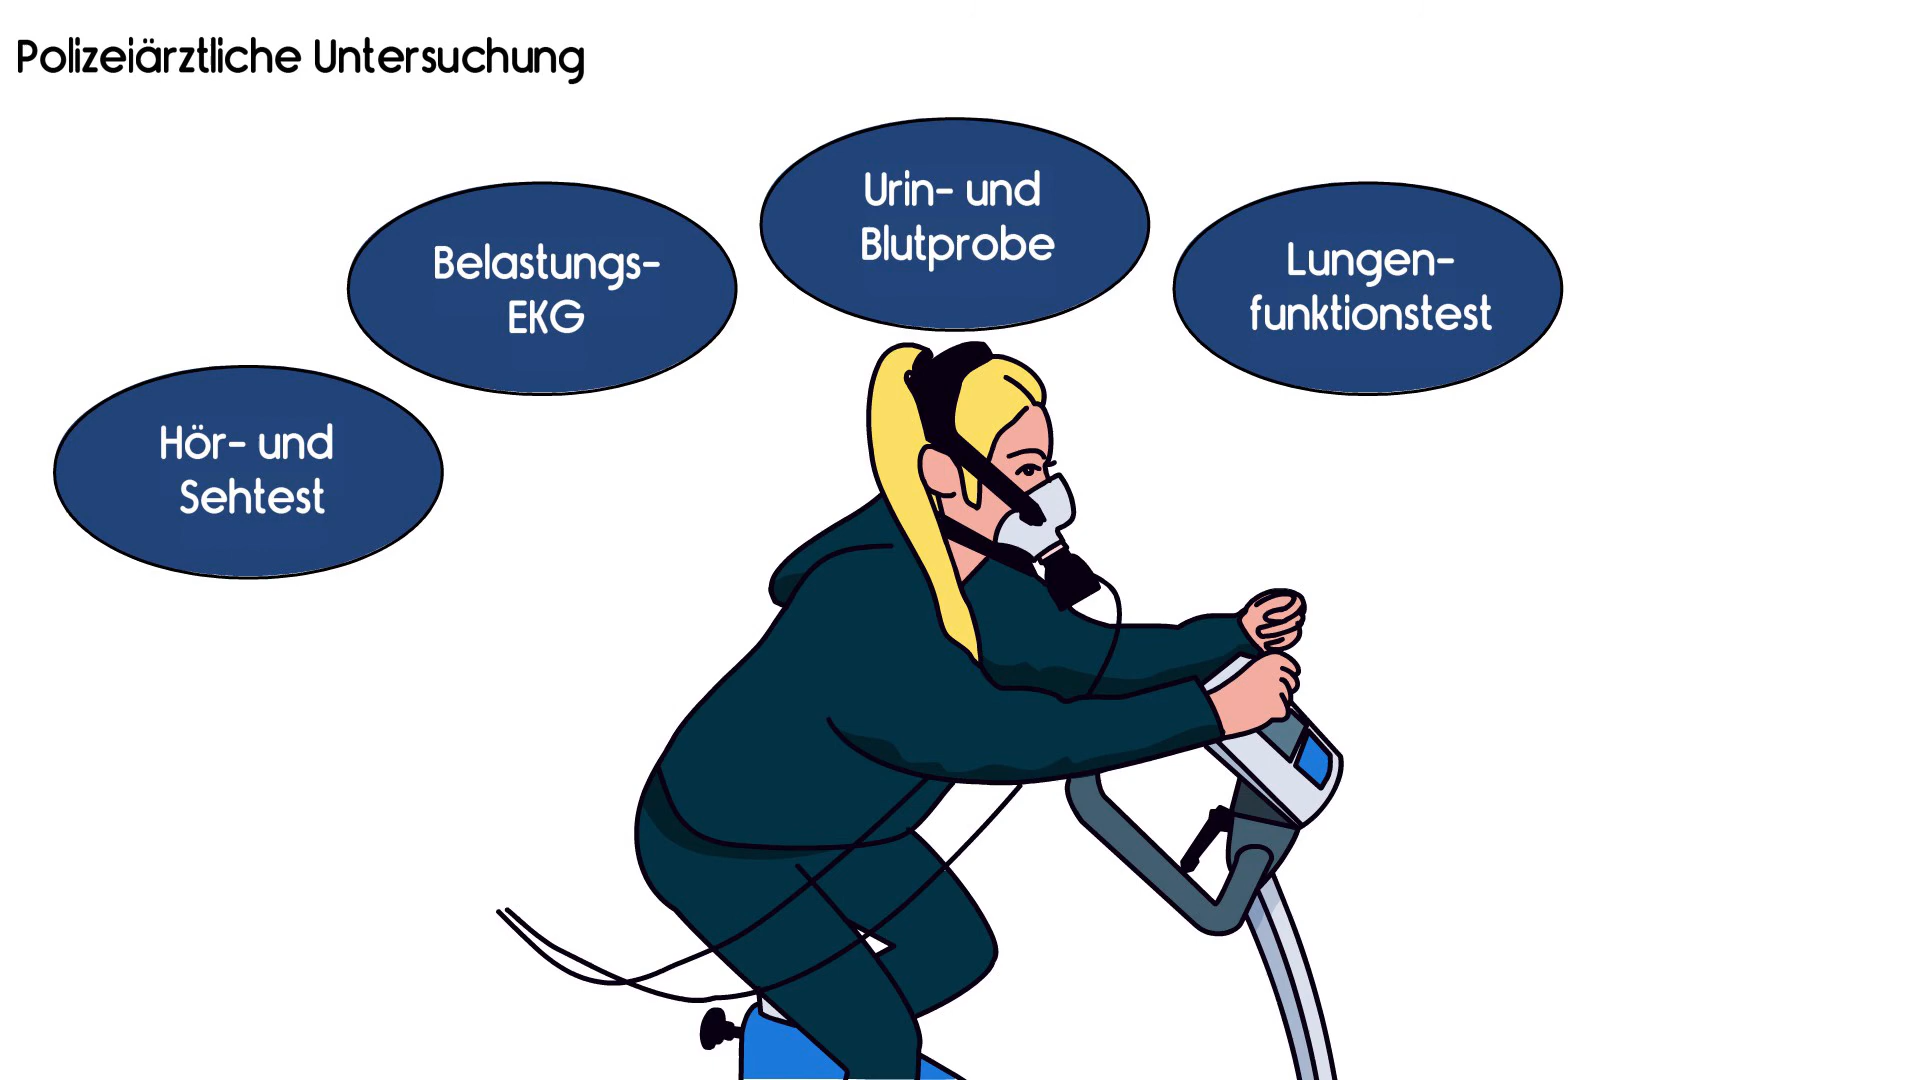 Polizeiärztliche Untersuchung
Hör- und
Sehtest
Belastungs-
EKG
Urin- und
Blutprobe
Lungen-
funktionstest